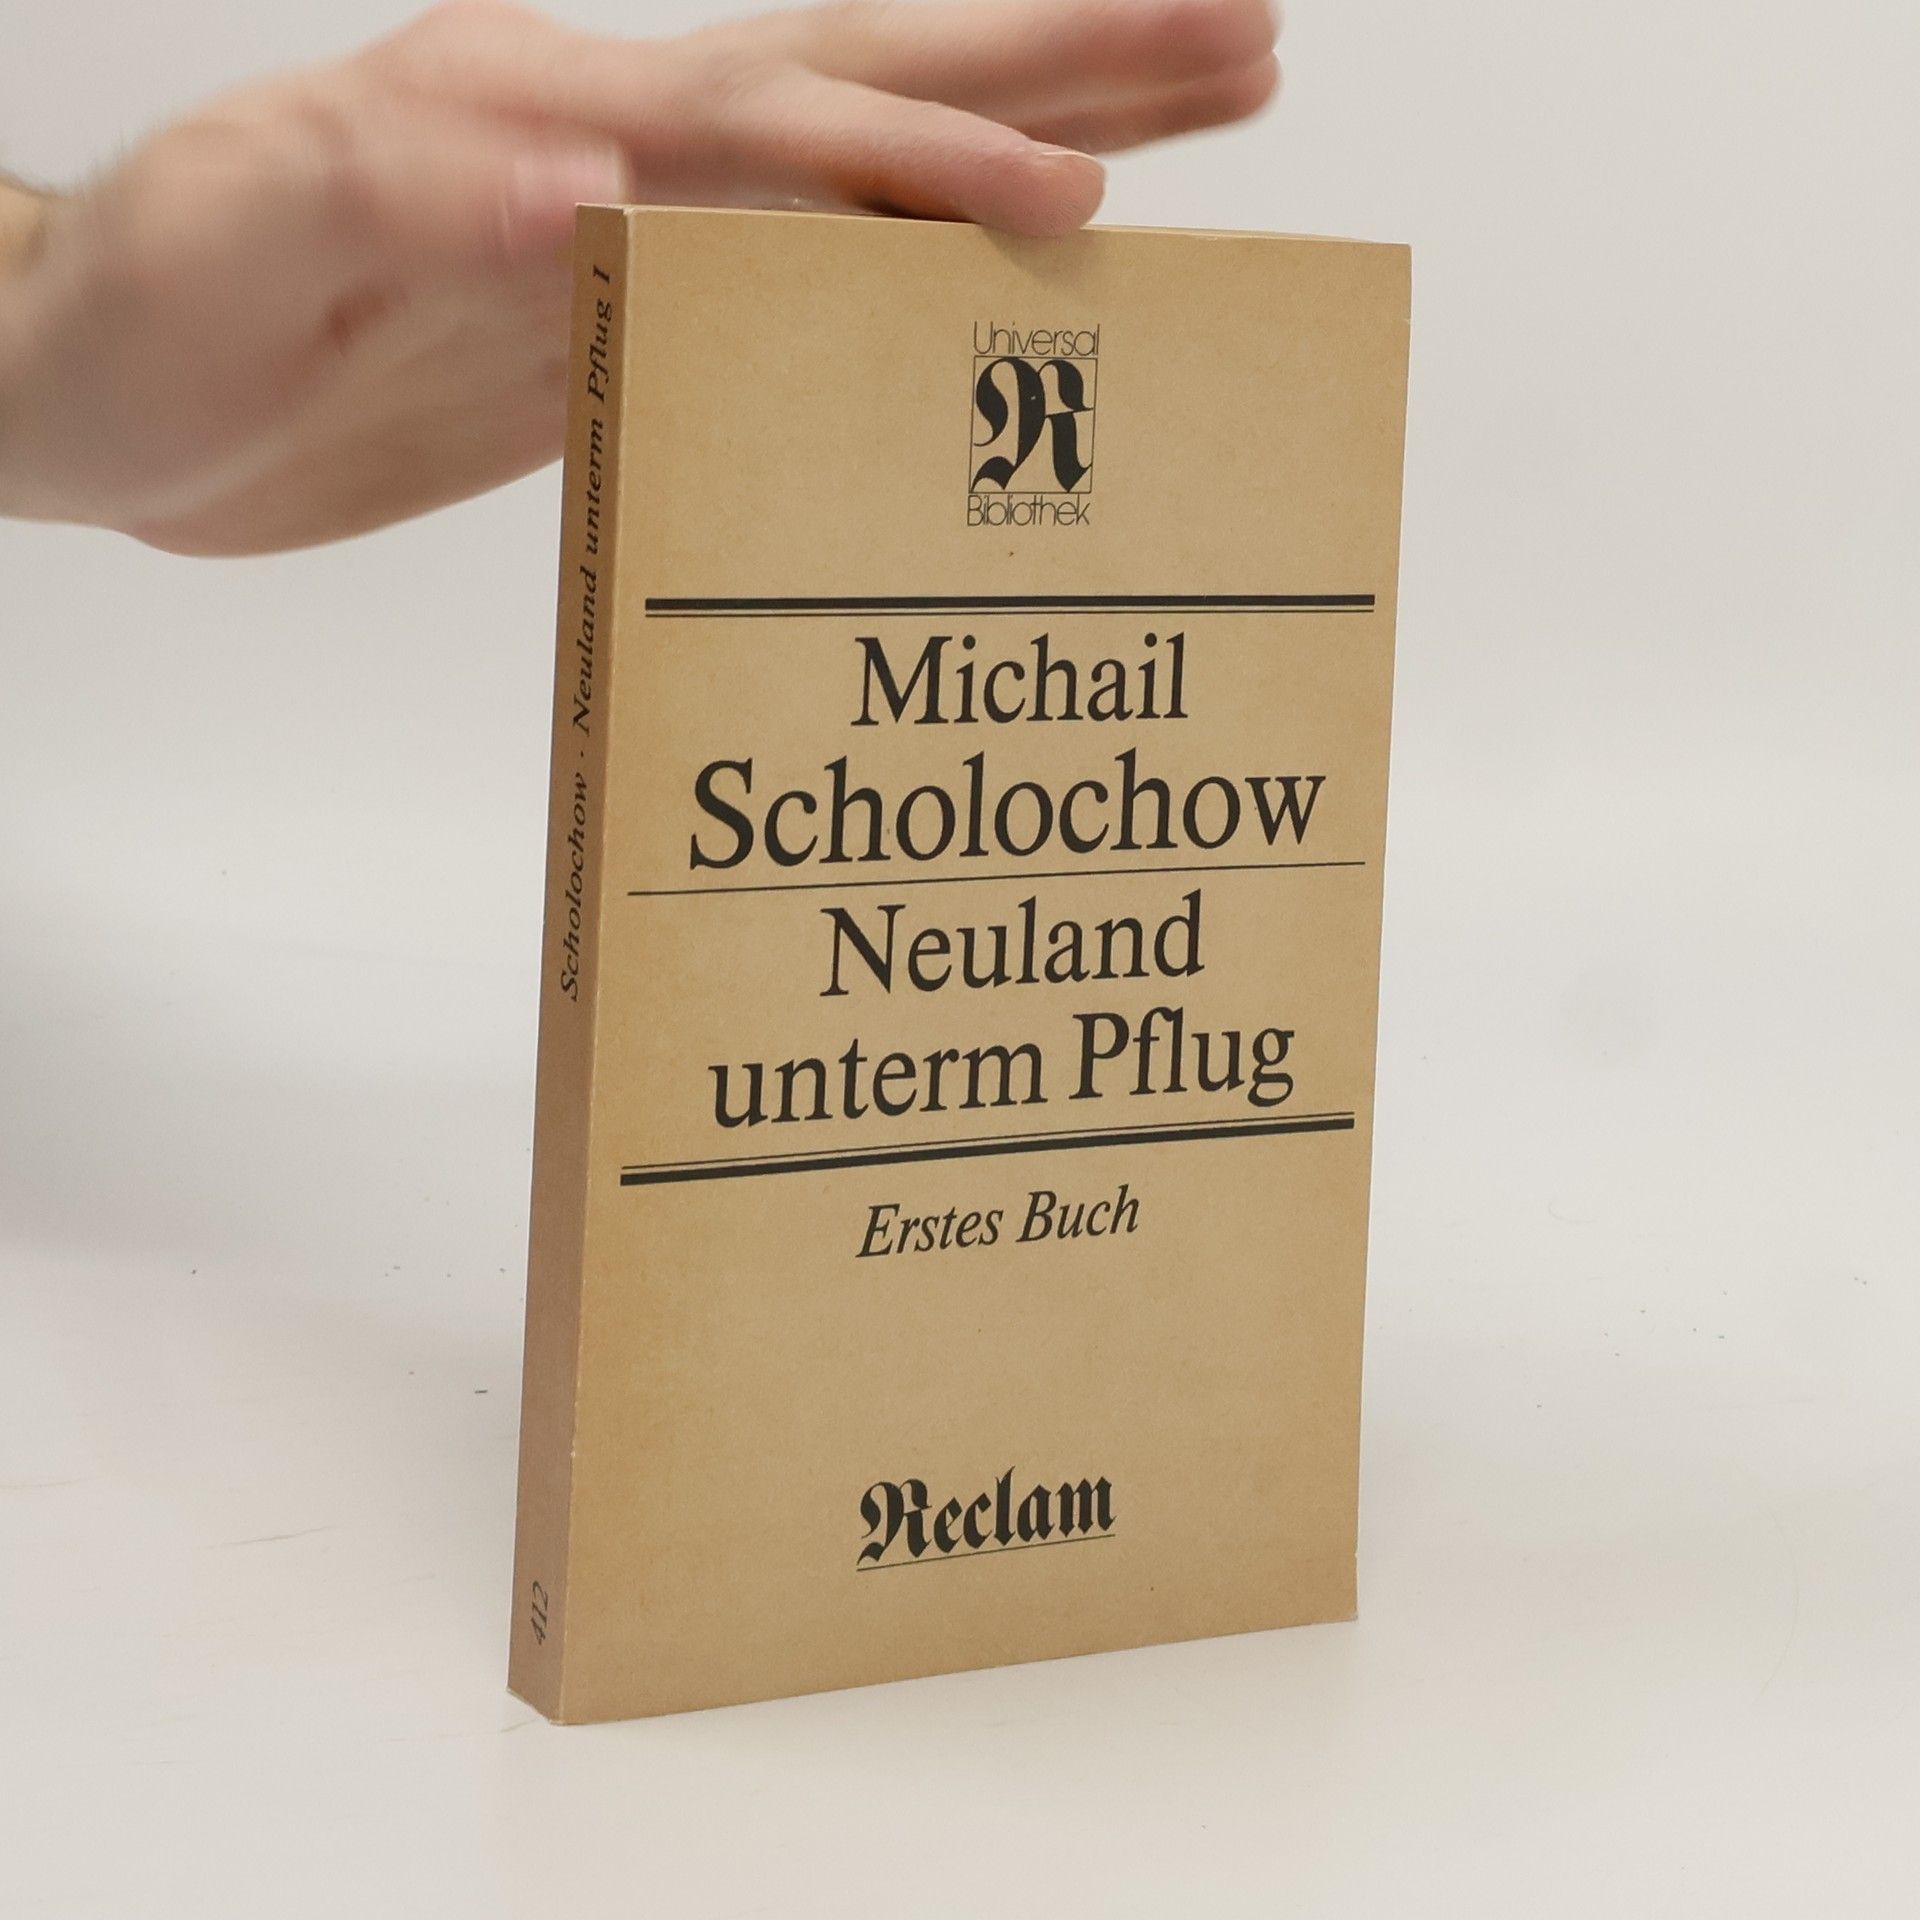 Scholochow · Neuland unterm Pflug I
412
Universal
R
Bibliothek
Michail
Scholochow
Neuland
unterm Pflug
Erstes Buch
Reclam